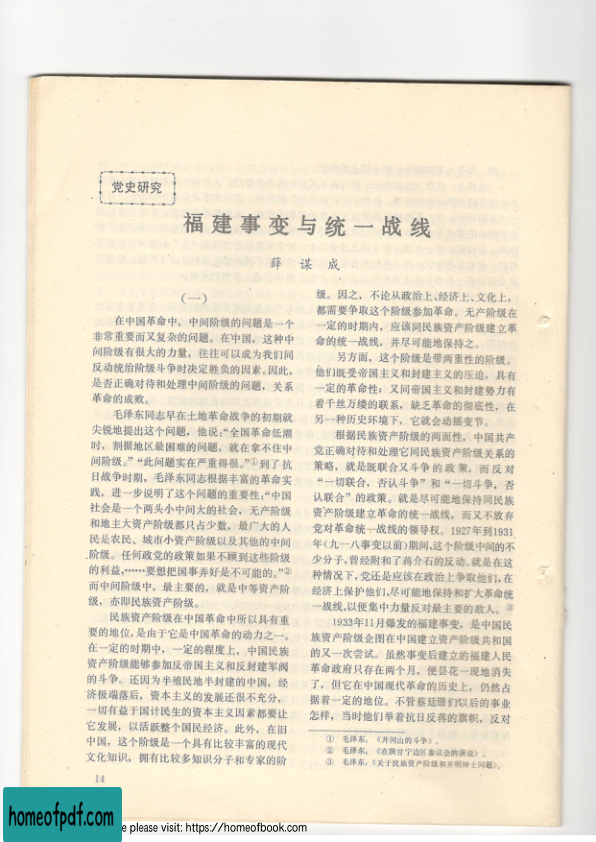 党史研究
福建事变与统一战线
薛谋成
(一)
在中国革命中，中间阶级的问题是一个
非常重要而又复杂的问题。在中国，这种中
间阶级有很大的力量，往往可以成为我们同
反动统治阶级斗争时决定胜负的因素。因此，
是否正确对待和处理中间阶级的问题，关系
革命的成败。
毛泽东同志早在土地革命战争的初期就
尖锐地提出这个问题，他说：“全国革命低潮
时，割据地区最困难的问题，就在拿不住中
间阶级。”“此问题实在严重得很。”①到了抗
日战争时期，毛泽东同志根据丰富的革命实
践，进一步说明了这个问题的重要性：“中国
社会是一个两头小中间大的社会，无产阶级
和地主大资产阶级都只占少数，最广大的人
民是农民、城市小资产阶级以及其他的中间
阶级。任何政党的政策如果不顾到这些阶级
的利益，……要想把国事弄好是不可能的。”②
而中间阶级中，最主要的，就是中等资产阶
级，亦即民族资产阶级。
民族资产阶级在中国革命中所以具有重
要的地位，是由于它是中国革命的动力之一。
在一定的时期中，一定的程度上，中国民族
资产阶级能够参加反帝国主义和反封建军阀
的斗争。还因为半殖民地半封建的中国，经
济极端落后，资本主义的发展还很不充分，
一切有益于国计民生的资本主义因素都要让
它发展，以活跃整个国民经济。此外，在旧
中国，这个阶级是一个具有比较丰富的现代
文化知识，拥有比较多知识分子和专家的阶
级。因之，不论从政治上、经济上、文化上，
都需要争取这个阶级参加革命。无产阶级在
一定的时期内，应该同民族资产阶级建立革
命的统一战线，并尽可能地保持之。
另方面，这个阶级是带两重性的阶级。
他们既受帝国主义和封建主义的压迫，具有
一定的革命性；又同帝国主义和封建势力有
着千丝万缕的联系，缺乏革命的彻底性，在
另一种历史环境下，它就会动摇变节。
根据民族资产阶级的两面性，中国共产
党正确对待和处理它同民族资产阶级关系的
策略，就是既联合又斗争的政策，而反对
“一切联合，否认斗争”和“一切斗争，否
认联合”的政策。就是尽可能地保持同民族
资产阶级建立革命的统一战线，而又不放弃
党对革命统一战线的领导权。1927年到1931
年（九一八事变以前）期间，这个阶级中间的不
少分子，曾经附和了蒋介石的反动。就是在这
种情况下，党还是应该在政治上争取他们，在
经济上保护他们，尽可能地保持和扩大革命统
一战线，以便集中力量反对最主要的敌人。③
1933年11月爆发的福建事变，是中国民
族资产阶级企图在中国建立资产阶级共和国
的又一次尝试。虽然事变后建立的福建人民
革命政府只存在两个月，便昙花一现地消失
了，但它在中国现代革命的历史上，仍然占
据着一定的地位。不管蔡廷锴们以后的事业
怎样，当时他们举着抗日反蒋的旗帜，反对
① 毛泽东：《井冈山的斗争》。
② 毛泽东：《在陕甘宁边区参议会的演说》。
③ 毛泽东：《关于民族资产阶级和开明绅士问题》。
14
homeofpdf.com
e please visit: https://homeofbook.com